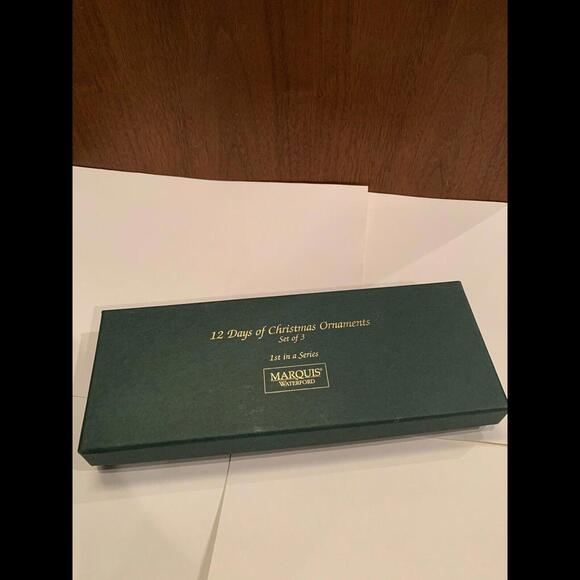 12 Days of Christmas Ornaments
Set of 3
1st in a Series
MARQUIS®
WATERFORD